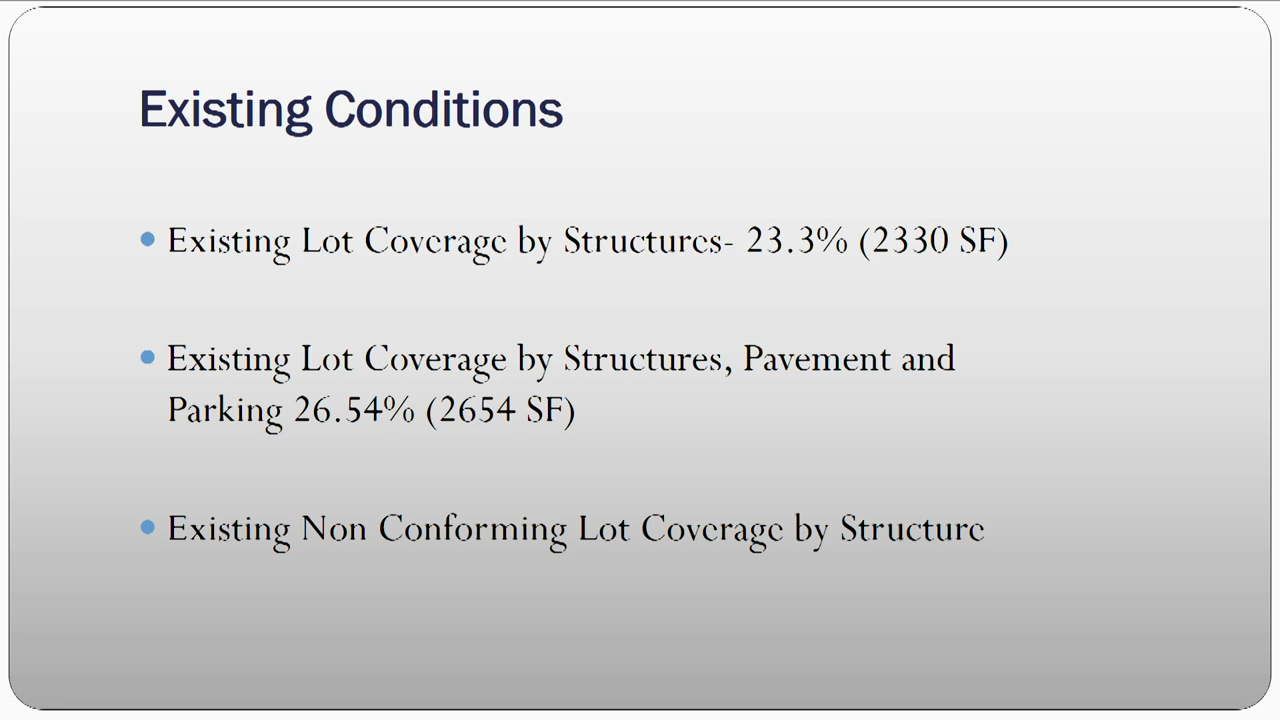 Existing Conditions
Existing Lot Coverage by Structures- 23.3% (2330 SF)
Existing Lot Coverage by Structures, Pavement and
Parking 26.54% (2654 SF)
Existing Non Conforming Lot Coverage by Structure